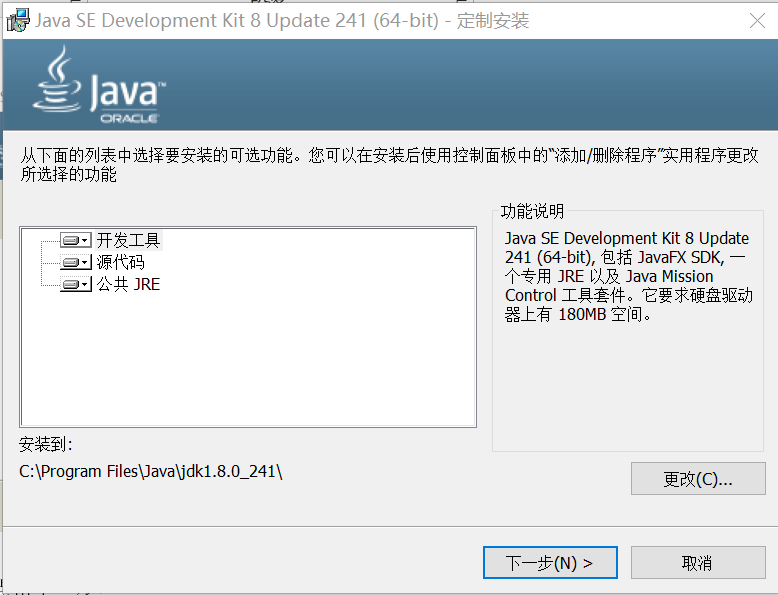 Java SE Development Kit 8 Update 241 (64-bit) - 定制安装
Java™
ORACLE
从下面的列表中选择要安装的可选功能。您可以在安装后使用控制面板中的“添加/删除程序”实用程序更改
所选择的功能
开发工具
源代码
公共 JRE
功能说明
Java SE Development Kit 8 Update
241 (64-bit), 包括 JavaFX SDK, 一
个专用 JRE 以及 Java Mission
Control 工具套件。它要求硬盘驱动
器上有 180MB 空间。
安装到:
C:\Program Files\Java\jdk1.8.0_241\
更改(C)...
下一步(N) >
取消